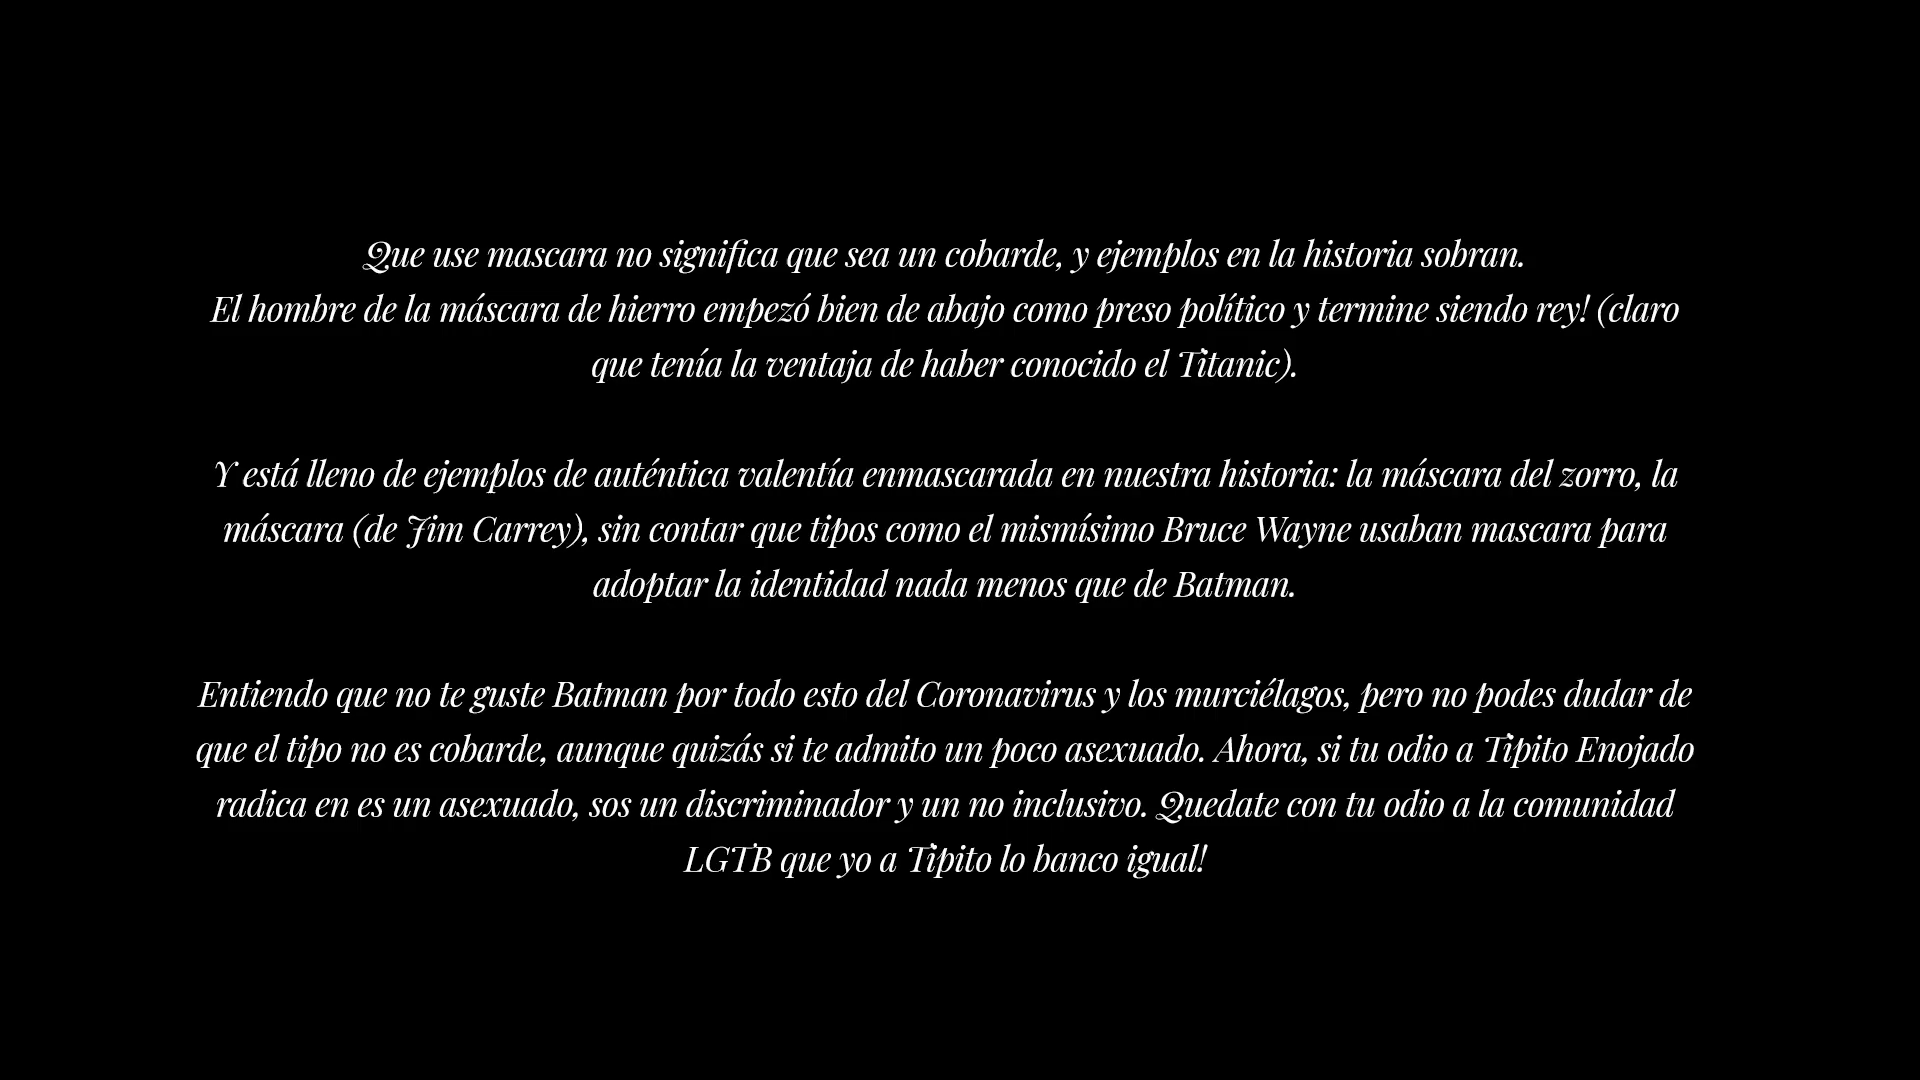 Que use mascara no significa que sea un cobarde, y ejemplos en la historia sobran.
El hombre de la máscara de hierro empezó bien de abajo como preso político y termine siendo rey! (claro
que tenía la ventaja de haber conocido el Titanic).
Y está lleno de ejemplos de auténtica valentía enmascarada en nuestra historia: la máscara del zorro, la
máscara (de Jim Carrey), sin contar que tipos como el mismísimo Bruce Wayne usaban mascara para
adoptar la identidad nada menos que de Batman.
Entiendo que no te guste Batman por todo esto del Coronavirus y los murciélagos, pero no podes dudar de
que el tipo no es cobarde, aunque quizás si te admito un poco asexuado. Ahora, si tu odio a Tipito Enojado
radica en es un asexuado, sos un discriminador y un no inclusivo. Quedate con tu odio a la comunidad
LGTB que yo a Tipito lo banco igual!